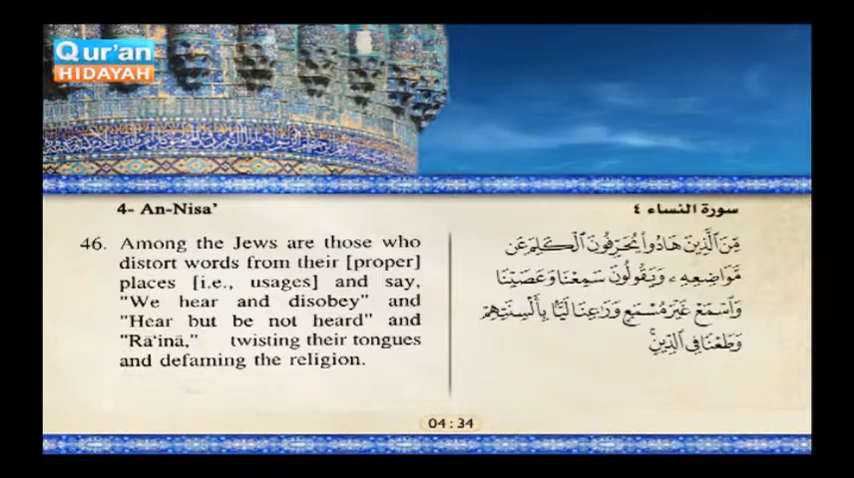 Qur'an
HIDAYAH
4- An-Nisa'
سورة النساء ٤
46. Among the Jews are those who
distort words from their [proper]
places [i.e., usages] and say,
"We hear and disobey" and
"Hear but be not heard" and
"Rā'inā," twisting their tongues
and defaming the religion.
مِّنَ ٱلَّذِينَ هَادُوا۟ يُحَرِّفُونَ ٱلْكَلِمَ عَن
مَّوَاضِعِهِۦ وَيَقُولُونَ سَمِعْنَا وَعَصَيْنَا
وَٱسْمَعْ غَيْرَ مُسْمَعٍ وَرَٰعِنَا لَيًّۢا بِأَلْسِنَتِهِمْ
وَطَعْنًا فِى ٱلدِّينِ ۚ
04 : 34